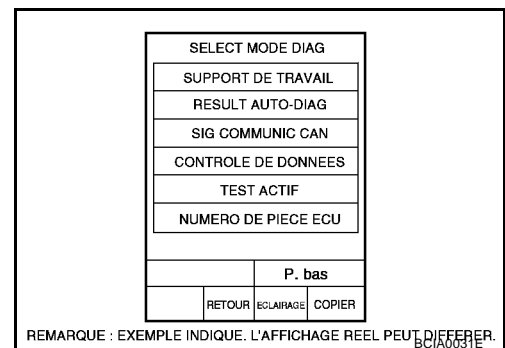 SELECT MODE DIAG
SUPPORT DE TRAVAIL
RESULT AUTO-DIAG
SIG COMMUNIC CAN
CONTROLE DE DONNEES
TEST ACTIF
NUMERO DE PIECE ECU
P. bas
RETOUR ECLAIRAGE COPIER
REMARQUE : EXEMPLE INDIQUE. L'AFFICHAGE REEL PEUT DIFFERER.
BCIA0031E